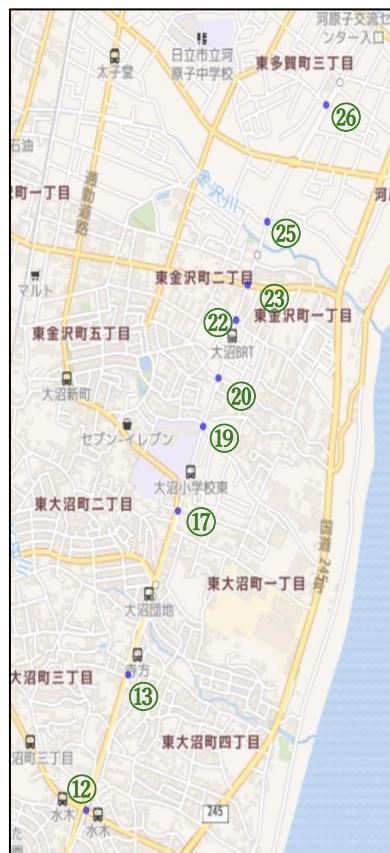 河原子交流セ
ンター入口
日立市立河
原子中学校
太子堂
東多賀町三丁目
㉖
石油
金沢川
町一丁目
運動道路
㉕
河
東金沢町二丁目
マルト
㉓
東金沢町一丁目
㉒
東金沢町五丁目
大沼BRT
大沼新町
⑳
⑲
セブン-イレブン
大沼小学校東
東大沼町二丁目
⑰
国道245号
東大沼町一丁目
大沼団地
寺方
大沼町三丁目
⑬
東大沼町四丁目
沼町三丁目
⑫
水木
水木
245